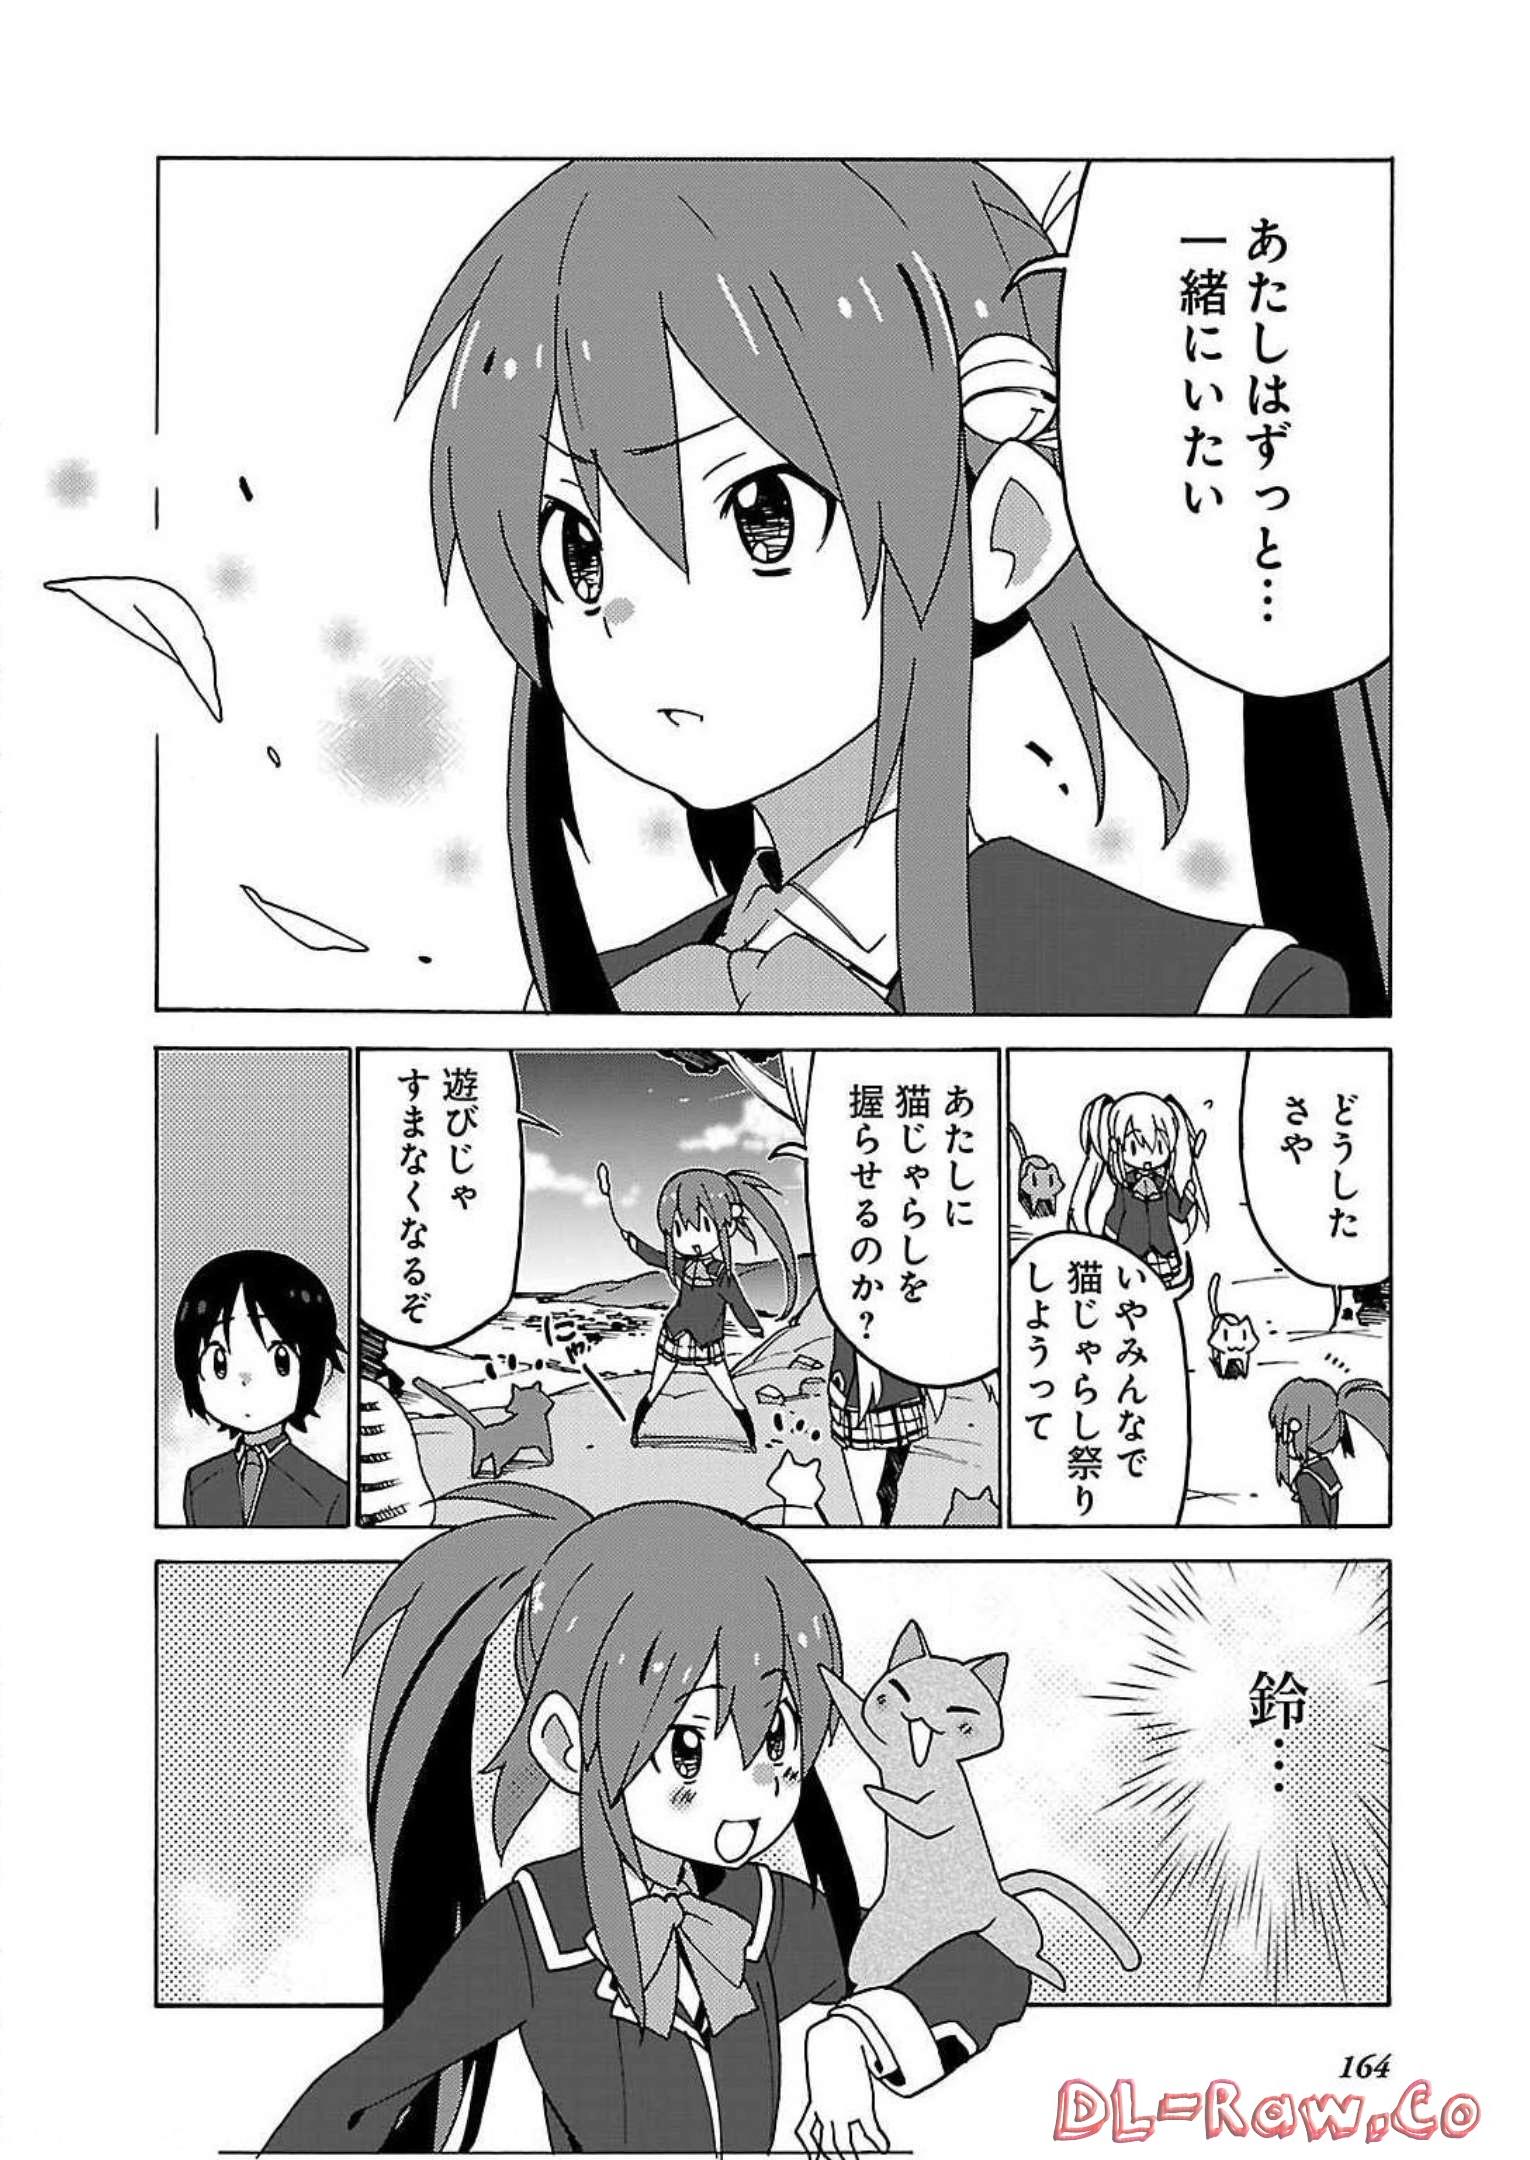 あたしはずっと…
一緒にいたい
どうした
さや
いやみんなで
猫じゃらし祭り
しようって
あたしに
猫じゃらしを
握らせるのか？
にゃー
遊びじゃ
すまなくなるぞ
鈴…
164
DL-Raw.Co